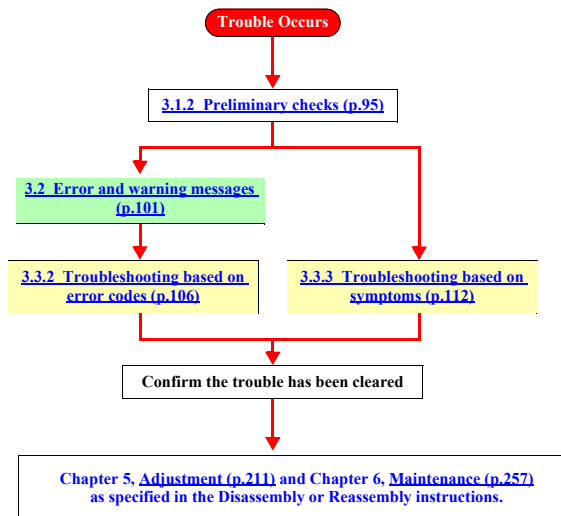 Trouble Occurs
3.1.2 Preliminary checks (p.95)
3.2 Error and warning messages
(p.101)
3.3.2 Troubleshooting based on
error codes (p.106)
3.3.3 Troubleshooting based on
symptoms (p.112)
Confirm the trouble has been cleared
Chapter 5, Adjustment (p.211) and Chapter 6, Maintenance (p.257)
as specified in the Disassembly or Reassembly instructions.